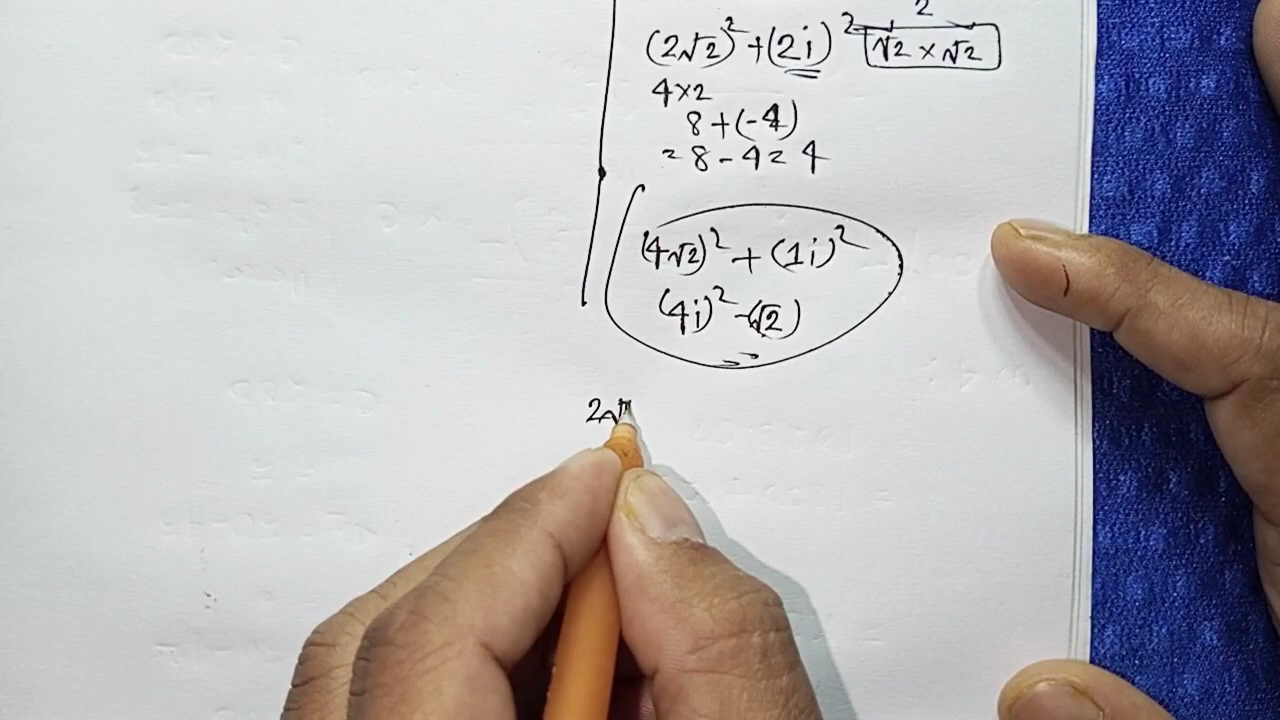 2
(2√2)² + (2i)² √2 × √2
4×2
8 + (-4)
= 8 - 4 = 4
(4√2)² + (1i)²
(4i)² - (√2)
2√